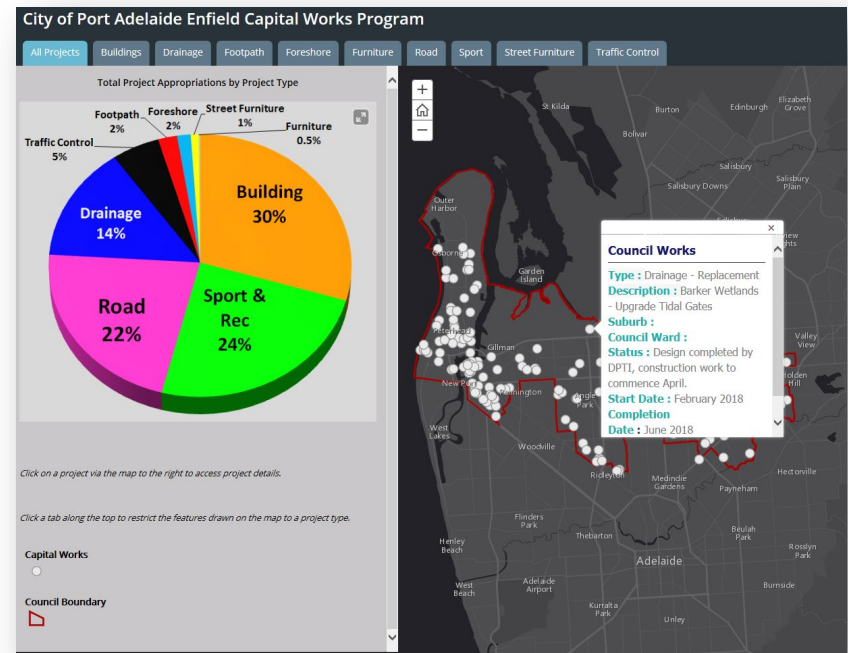 City of Port Adelaide Enfield Capital Works Program
All Projects
Buildings
Drainage
Footpath
Foreshore
Furniture
Road
Sport
Street Furniture
Traffic Control
Total Project Appropriations by Project Type
Footpath
2%
Foreshore
2%
Street Furniture
1%
Furniture
0.5%
Traffic Control
5%
Building
30%
Drainage
14%
Road
22%
Sport &
Rec
24%
Click on a project via the map to the right to access project details.
Click a tab along the top to restrict the features drawn on the map to a project type.
Capital Works
Council Boundary
+
−
St Kilda
Burton
Edinburgh
Elizabeth
Grove
Bolivar
Salisbury
Salisbury Downs
Salisbury
Plain
Outer
Harbor
Osborne
Garden
Island
Peterhead
Gillman
Valley
View
Angle
Park
West
Lakes
Woodville
Ridleyton
Medindie
Gardens
Payneham
Hectorville
Flinders
Park
Thebarton
Beulah
Park
Rosslyn
Park
Henley
Beach
Adelaide
West
Beach
Adelaide
Airport
Burnside
Kurralta
Park
Unley
×
Council Works
Type : Drainage - Replacement
Description : Barker Wetlands
- Upgrade Tidal Gates
Suburb :
Council Ward :
Status : Design completed by
DPTI, construction work to
commence April.
Start Date : February 2018
Completion
Date : June 2018